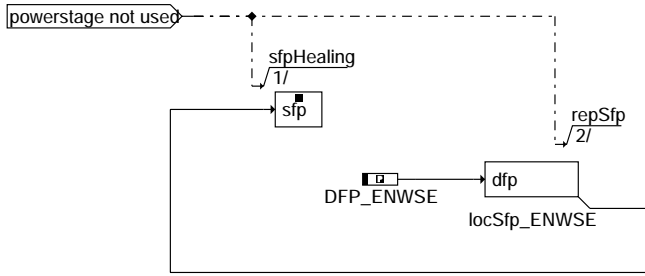 powerstage not used
sfpHealing
1/
sfp
repSfp
2/
dfp
DFP_ENWSE
locSfp_ENWSE